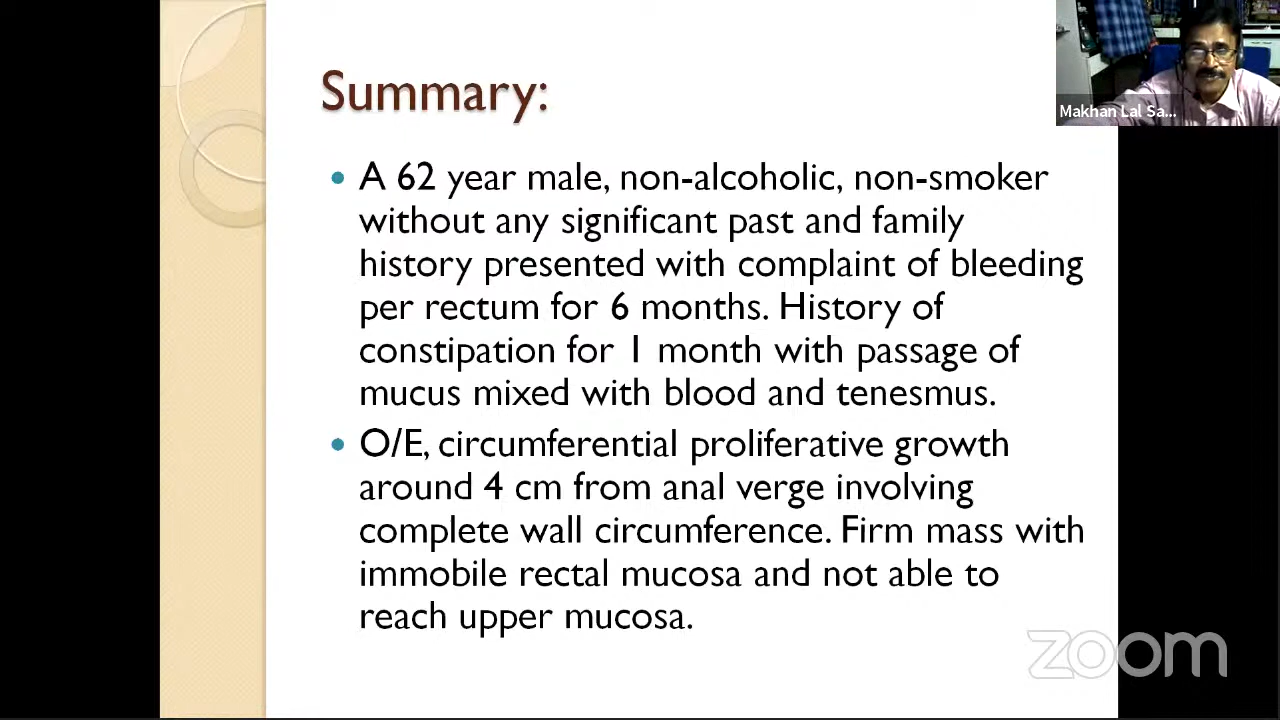 Summary:
A 62 year male, non-alcoholic, non-smoker
without any significant past and family
history presented with complaint of bleeding
per rectum for 6 months. History of
constipation for 1 month with passage of
mucus mixed with blood and tenesmus.
O/E, circumferential proliferative growth
around 4 cm from anal verge involving
complete wall circumference. Firm mass with
immobile rectal mucosa and not able to
reach upper mucosa.
Makhan Lal Sa...
zoom